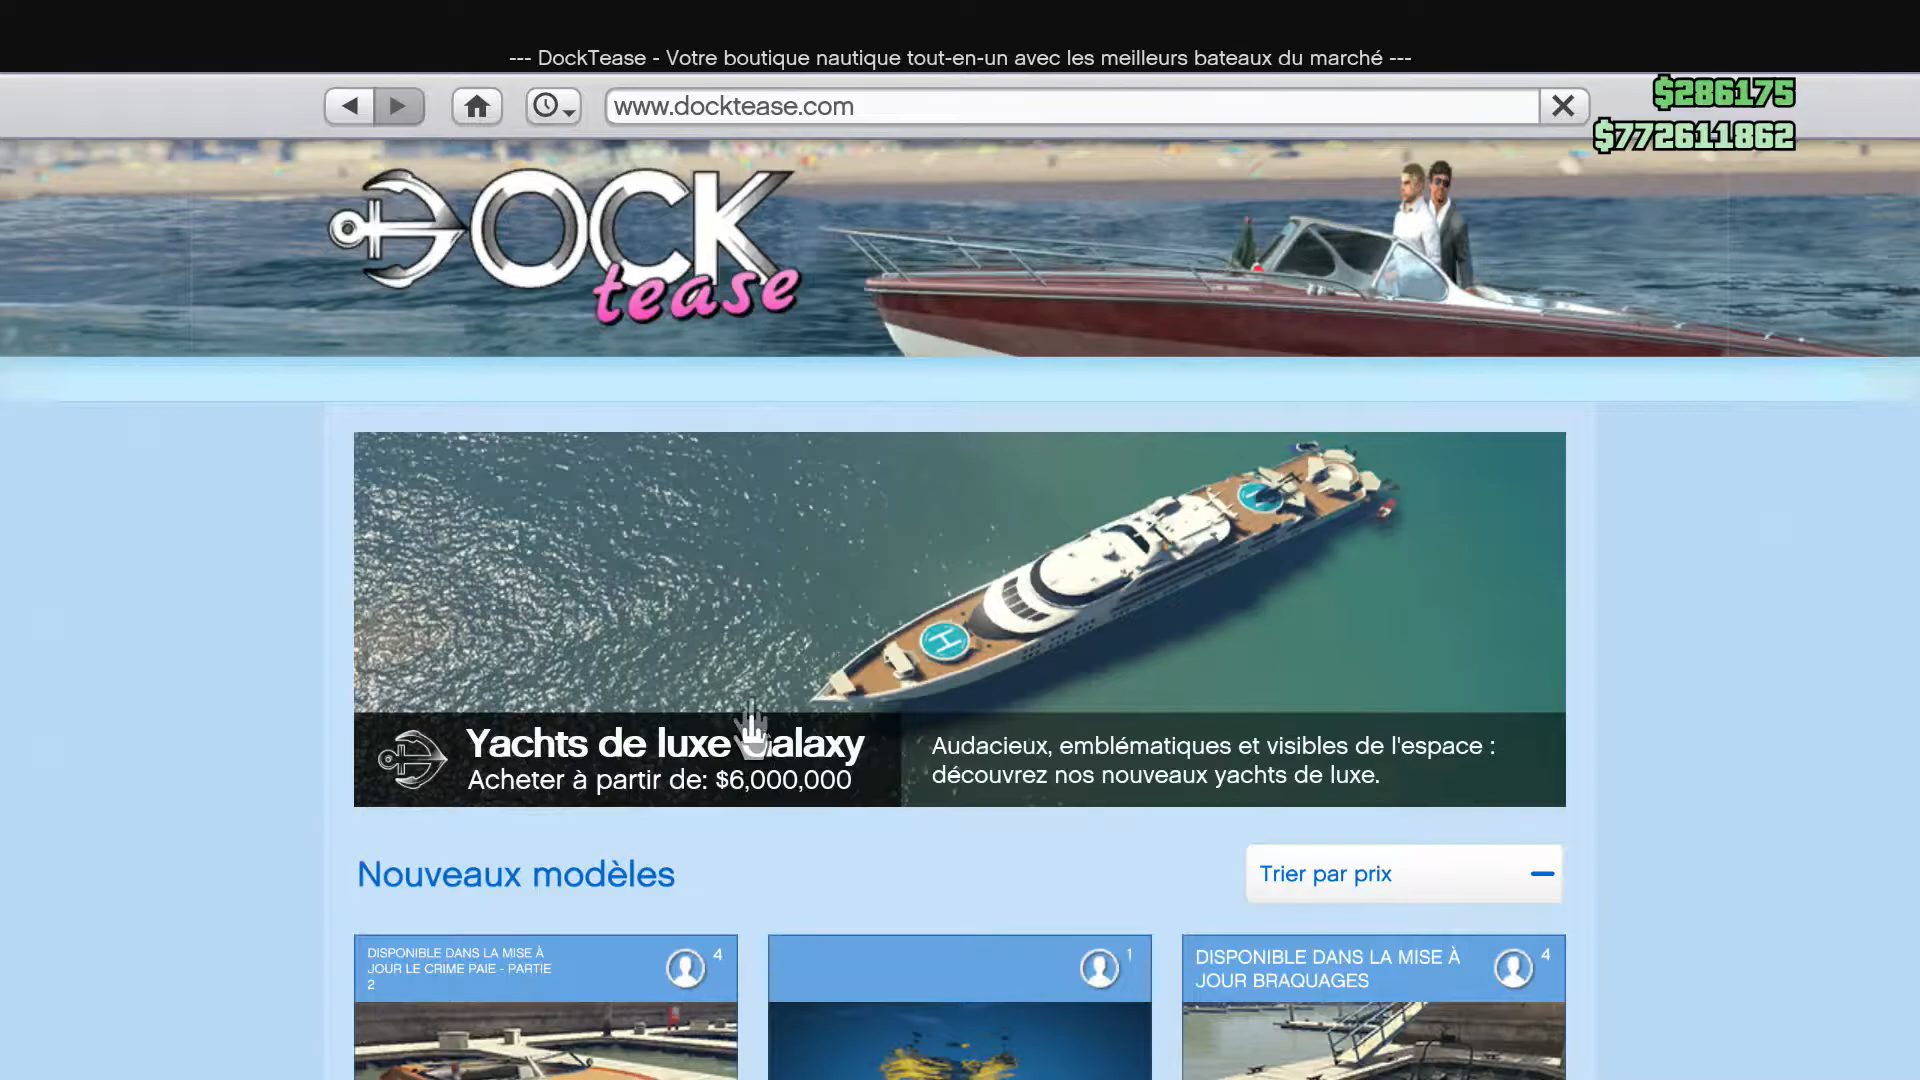 --- DockTease - Votre boutique nautique tout-en-un avec les meilleurs bateaux du marché ---
www.docktease.com
$286175
$772611862
DOCK
tease
Yachts de luxe Galaxy
Acheter à partir de: $6,000,000
Audacieux, emblématiques et visibles de l'espace :
découvrez nos nouveaux yachts de luxe.
Nouveaux modèles
Trier par prix
DISPONIBLE DANS LA MISE À
JOUR LE CRIME PAIE - PARTIE
2
4
1
DISPONIBLE DANS LA MISE À
JOUR BRAQUAGES
4